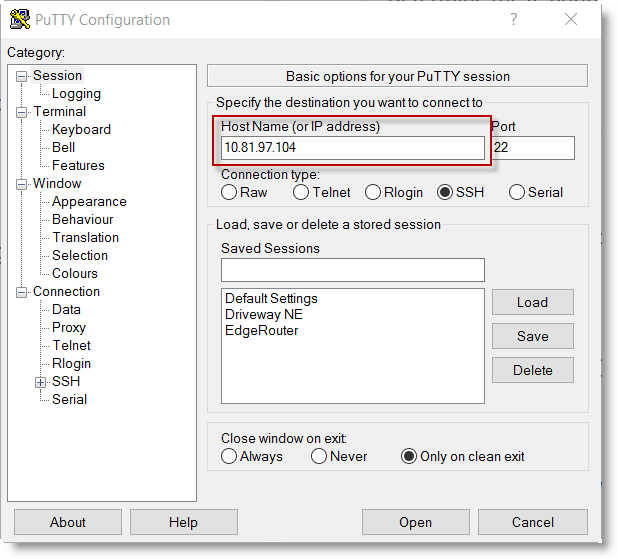 PuTTY Configuration
?
Category:
Session
Logging
Terminal
Keyboard
Bell
Features
Window
Appearance
Behaviour
Translation
Selection
Colours
Connection
Data
Proxy
Telnet
Rlogin
SSH
Serial
Basic options for your PuTTY session
Specify the destination you want to connect to
Host Name (or IP address) Port
10.81.97.104 22
Connection type:
Raw Telnet Rlogin SSH Serial
Load, save or delete a stored session
Saved Sessions
Default Settings
Driveway NE
EdgeRouter
Load
Save
Delete
Close window on exit:
Always Never Only on clean exit
About Help Open Cancel